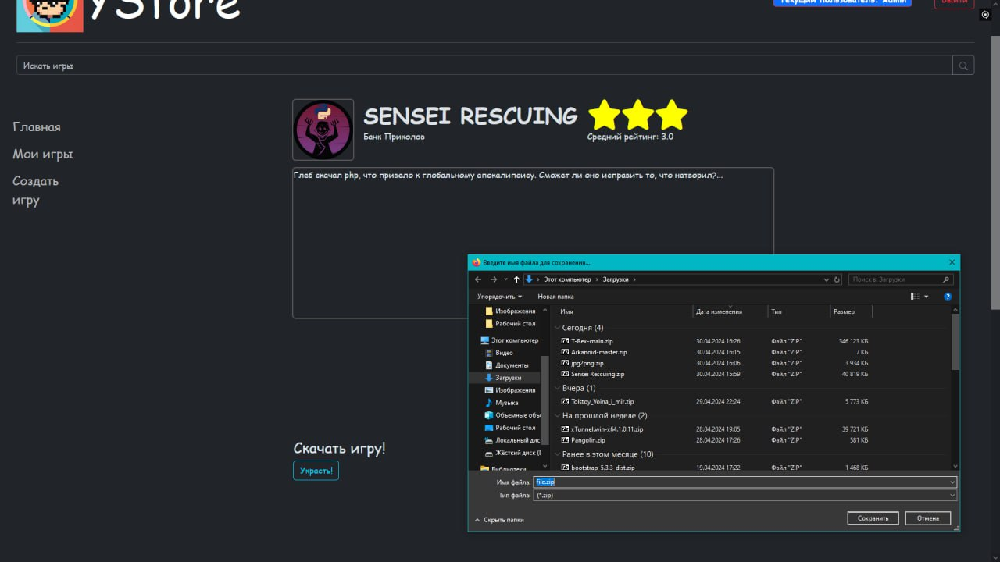 YStore
Текущий пользователь: Admin
Выйти
Искать игры
Главная
Мои игры
Создать
игру
SENSEI RESCUING
Банк Приколов
Средний рейтинг: 3.0
Глеб скачал php, что привело к глобальному апокалипсису. Сможет ли оно исправить то, что натворил?...
Скачать игру!
Украсть!
Введите имя файла для сохранения...
Этот компьютер
Загрузки
Поиск в: Загрузки
Упорядочить
Новая папка
Изображения
Рабочий стол
Этот компьютер
Видео
Документы
Загрузки
Изображения
Музыка
Объемные объ
Рабочий стол
Локальный дис
Жёсткий диск (
Библиотеки
Имя Дата изменения Тип Размер
Сегодня (4)
T-Rex-main.zip 30.04.2024 16:26 Файл "ZIP" 346 123 КБ
Arkanoid-master.zip 30.04.2024 16:15 Файл "ZIP" 7 КБ
jpg2png.zip 30.04.2024 16:06 Файл "ZIP" 3 934 КБ
Sensei Rescuing.zip 30.04.2024 15:59 Файл "ZIP" 40 819 КБ
Вчера (1)
Tolstoy_Voina_i_mir.zip 29.04.2024 22:24 Файл "ZIP" 5 773 КБ
На прошлой неделе (2)
xTunnel.win-x64.1.0.11.zip 28.04.2024 19:05 Файл "ZIP" 39 721 КБ
Pangolin.zip 28.04.2024 17:26 Файл "ZIP" 581 КБ
Ранее в этом месяце (10)
bootstrap-5.3.3-dist.zip 19.04.2024 17:22 Файл "ZIP" 1 468 КБ
Имя файла: file.zip
Тип файла: (*.zip)
Скрыть папки
Сохранить
Отмена